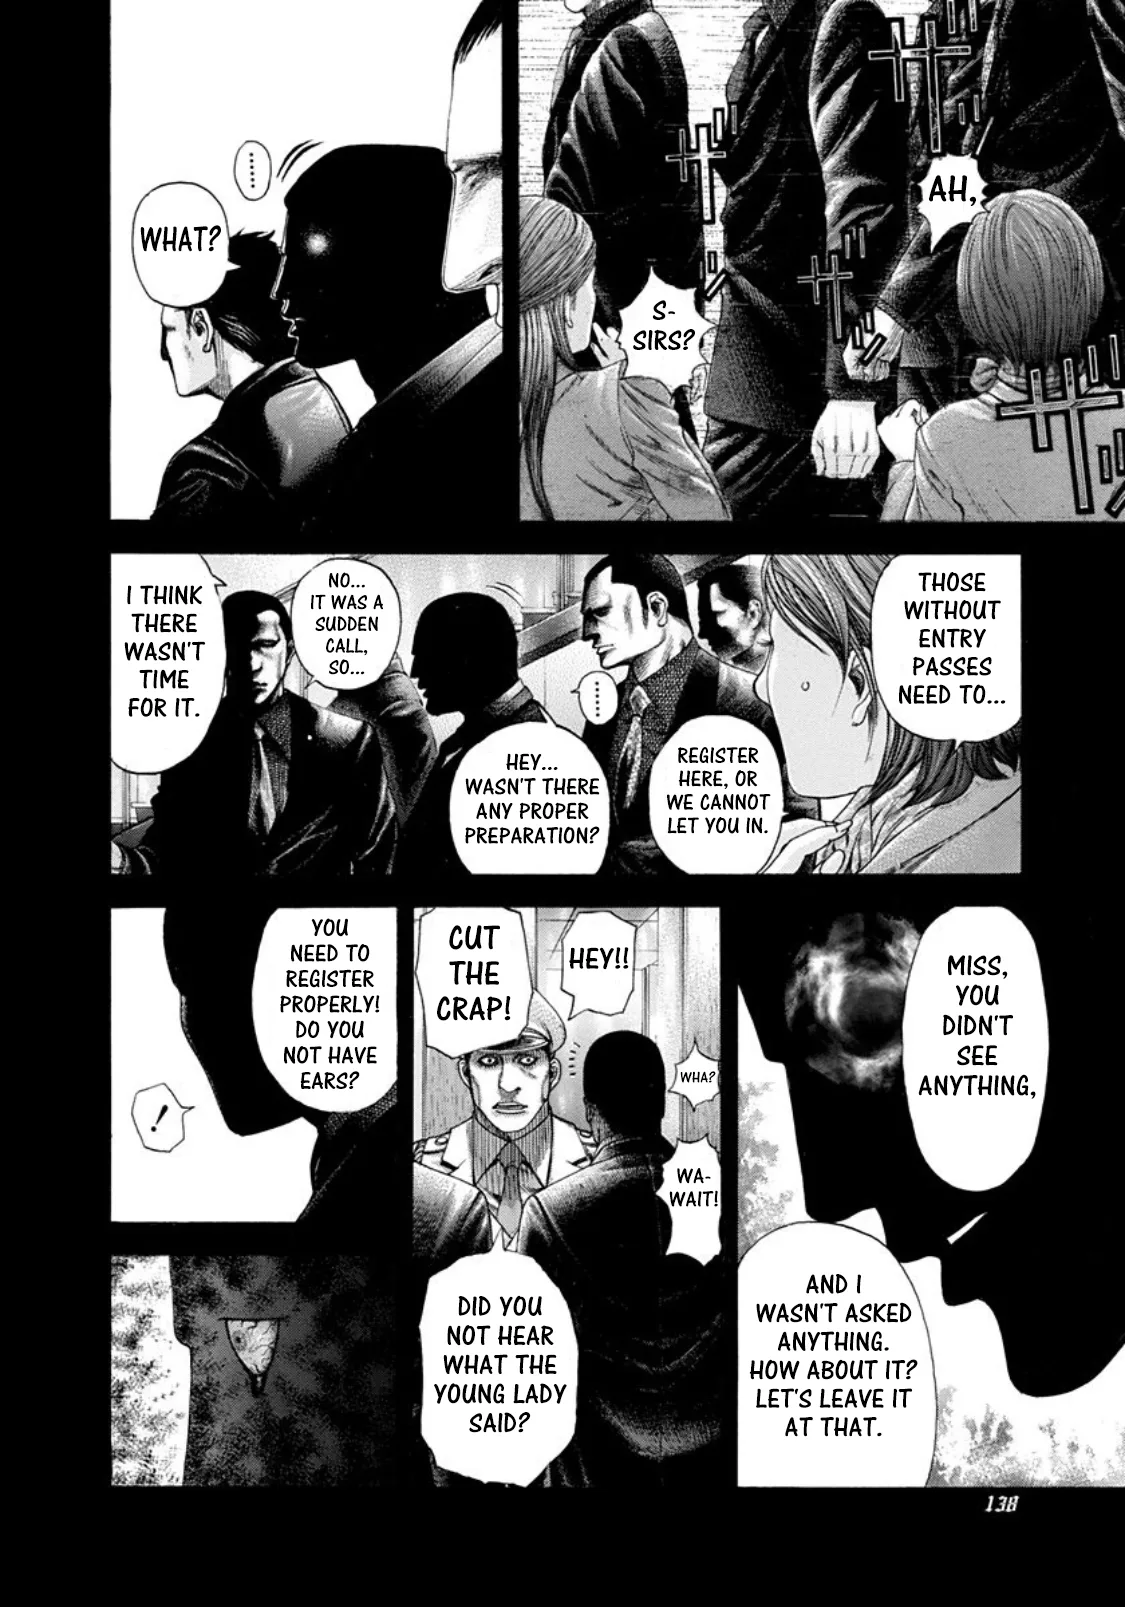 AH,
S-
SIRS?
ザ
ザ
ザ
ザ
......
WHAT?
THOSE
WITHOUT
ENTRY
PASSES
NEED TO...
REGISTER
HERE, OR
WE CANNOT
LET YOU IN.
......
HEY...
WASN'T THERE
ANY PROPER
PREPARATION?
NO...
IT WAS A
SUDDEN
CALL,
SO...
I THINK
THERE
WASN'T
TIME
FOR IT.
MISS,
YOU
DIDN'T
SEE
ANYTHING,
AND I
WASN'T ASKED
ANYTHING.
HOW ABOUT IT?
LET'S LEAVE IT
AT THAT.
HEY!!
WHA?
WA-
WAIT!
CUT
THE
CRAP!
DID YOU
NOT HEAR
WHAT THE
YOUNG LADY
SAID?
YOU
NEED TO
REGISTER
PROPERLY!
DO YOU
NOT HAVE
EARS?
!
138